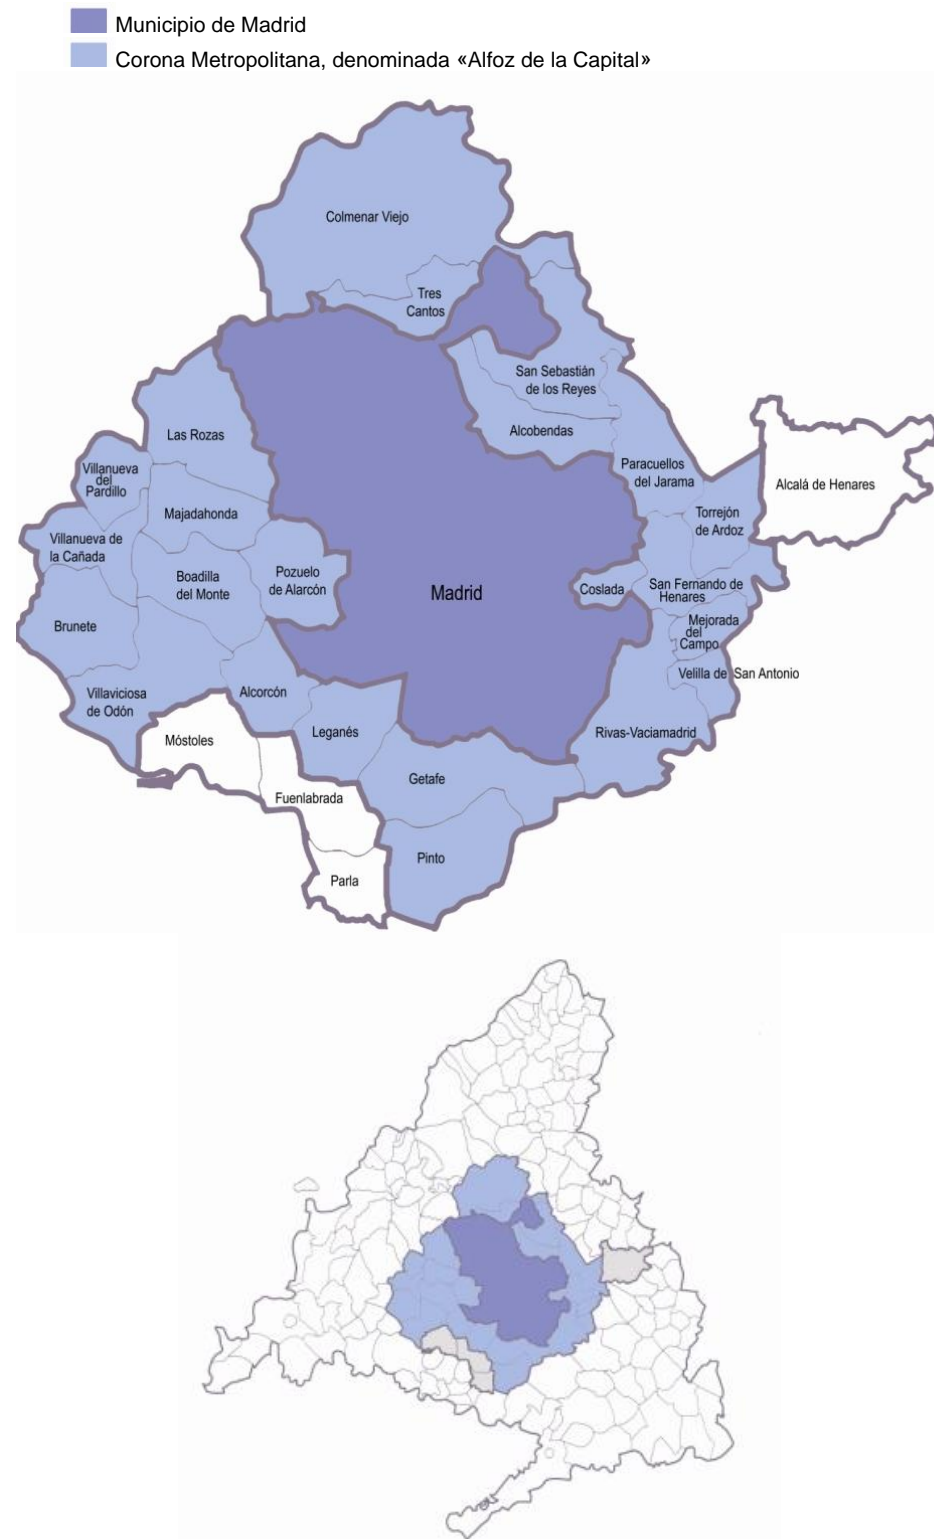 Municipio de Madrid
Corona Metropolitana, denominada «Alfoz de la Capital»
Colmenar Viejo
Tres
Cantos
San Sebastián
de los Reyes
Alcobendas
Las Rozas
Villanueva
del
Pardillo
Paracuellos
del Jarama
Alcalá de Henares
Majadahonda
Torrejón
de Ardoz
Villanueva de
la Cañada
Boadilla
del Monte
Pozuelo
de Alarcón
Madrid
Coslada
San Fernando de
Henares
Brunete
Mejorada
del
Campo
Velilla de San Antonio
Villaviciosa
de Odón
Alcorcón
Leganés
Rivas-Vaciamadrid
Móstoles
Getafe
Fuenlabrada
Pinto
Parla